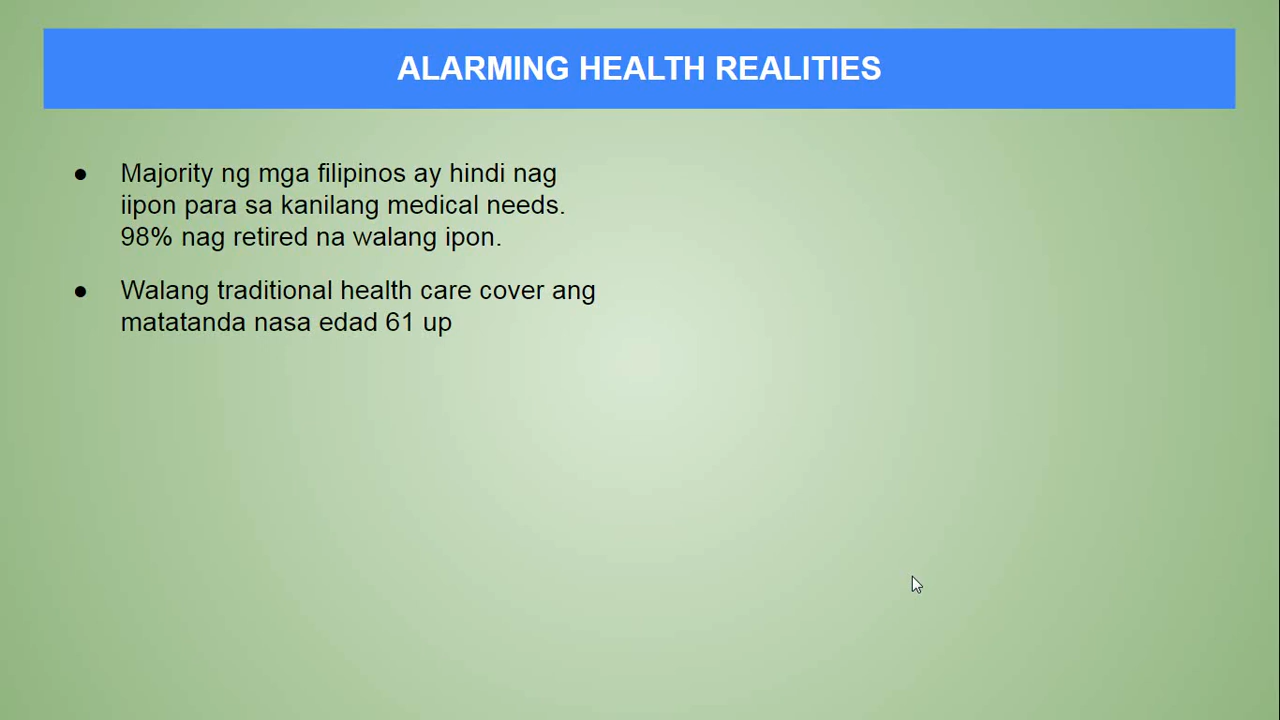 ALARMING HEALTH REALITIES
● Majority ng mga filipinos ay hindi nag
iipon para sa kanilang medical needs.
98% nag retired na walang ipon.
● Walang traditional health care cover ang
matatanda nasa edad 61 up